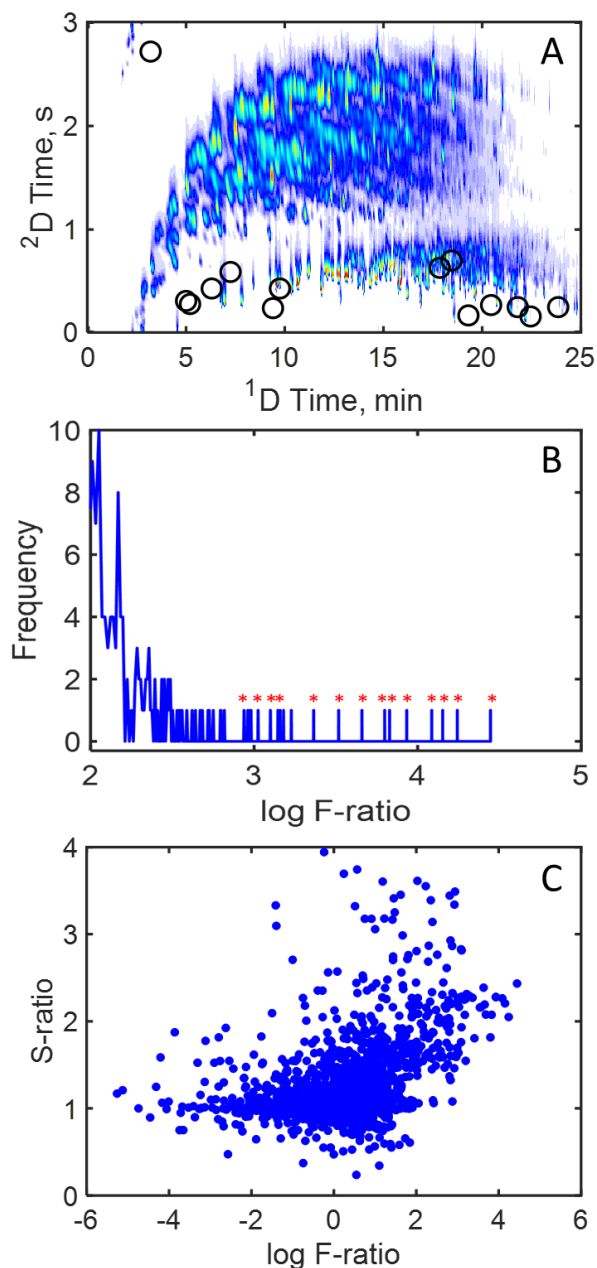 3
A
2
²D Time, s
1
0
0 5 10 15 20 25
¹D Time, min
10
B
8
6
Frequency
4
2
* * * * * * * * * * * * * *
0
2 3 4 5
log F-ratio
4
C
3
S-ratio
2
1
0
-6 -4 -2 0 2 4 6
log F-ratio